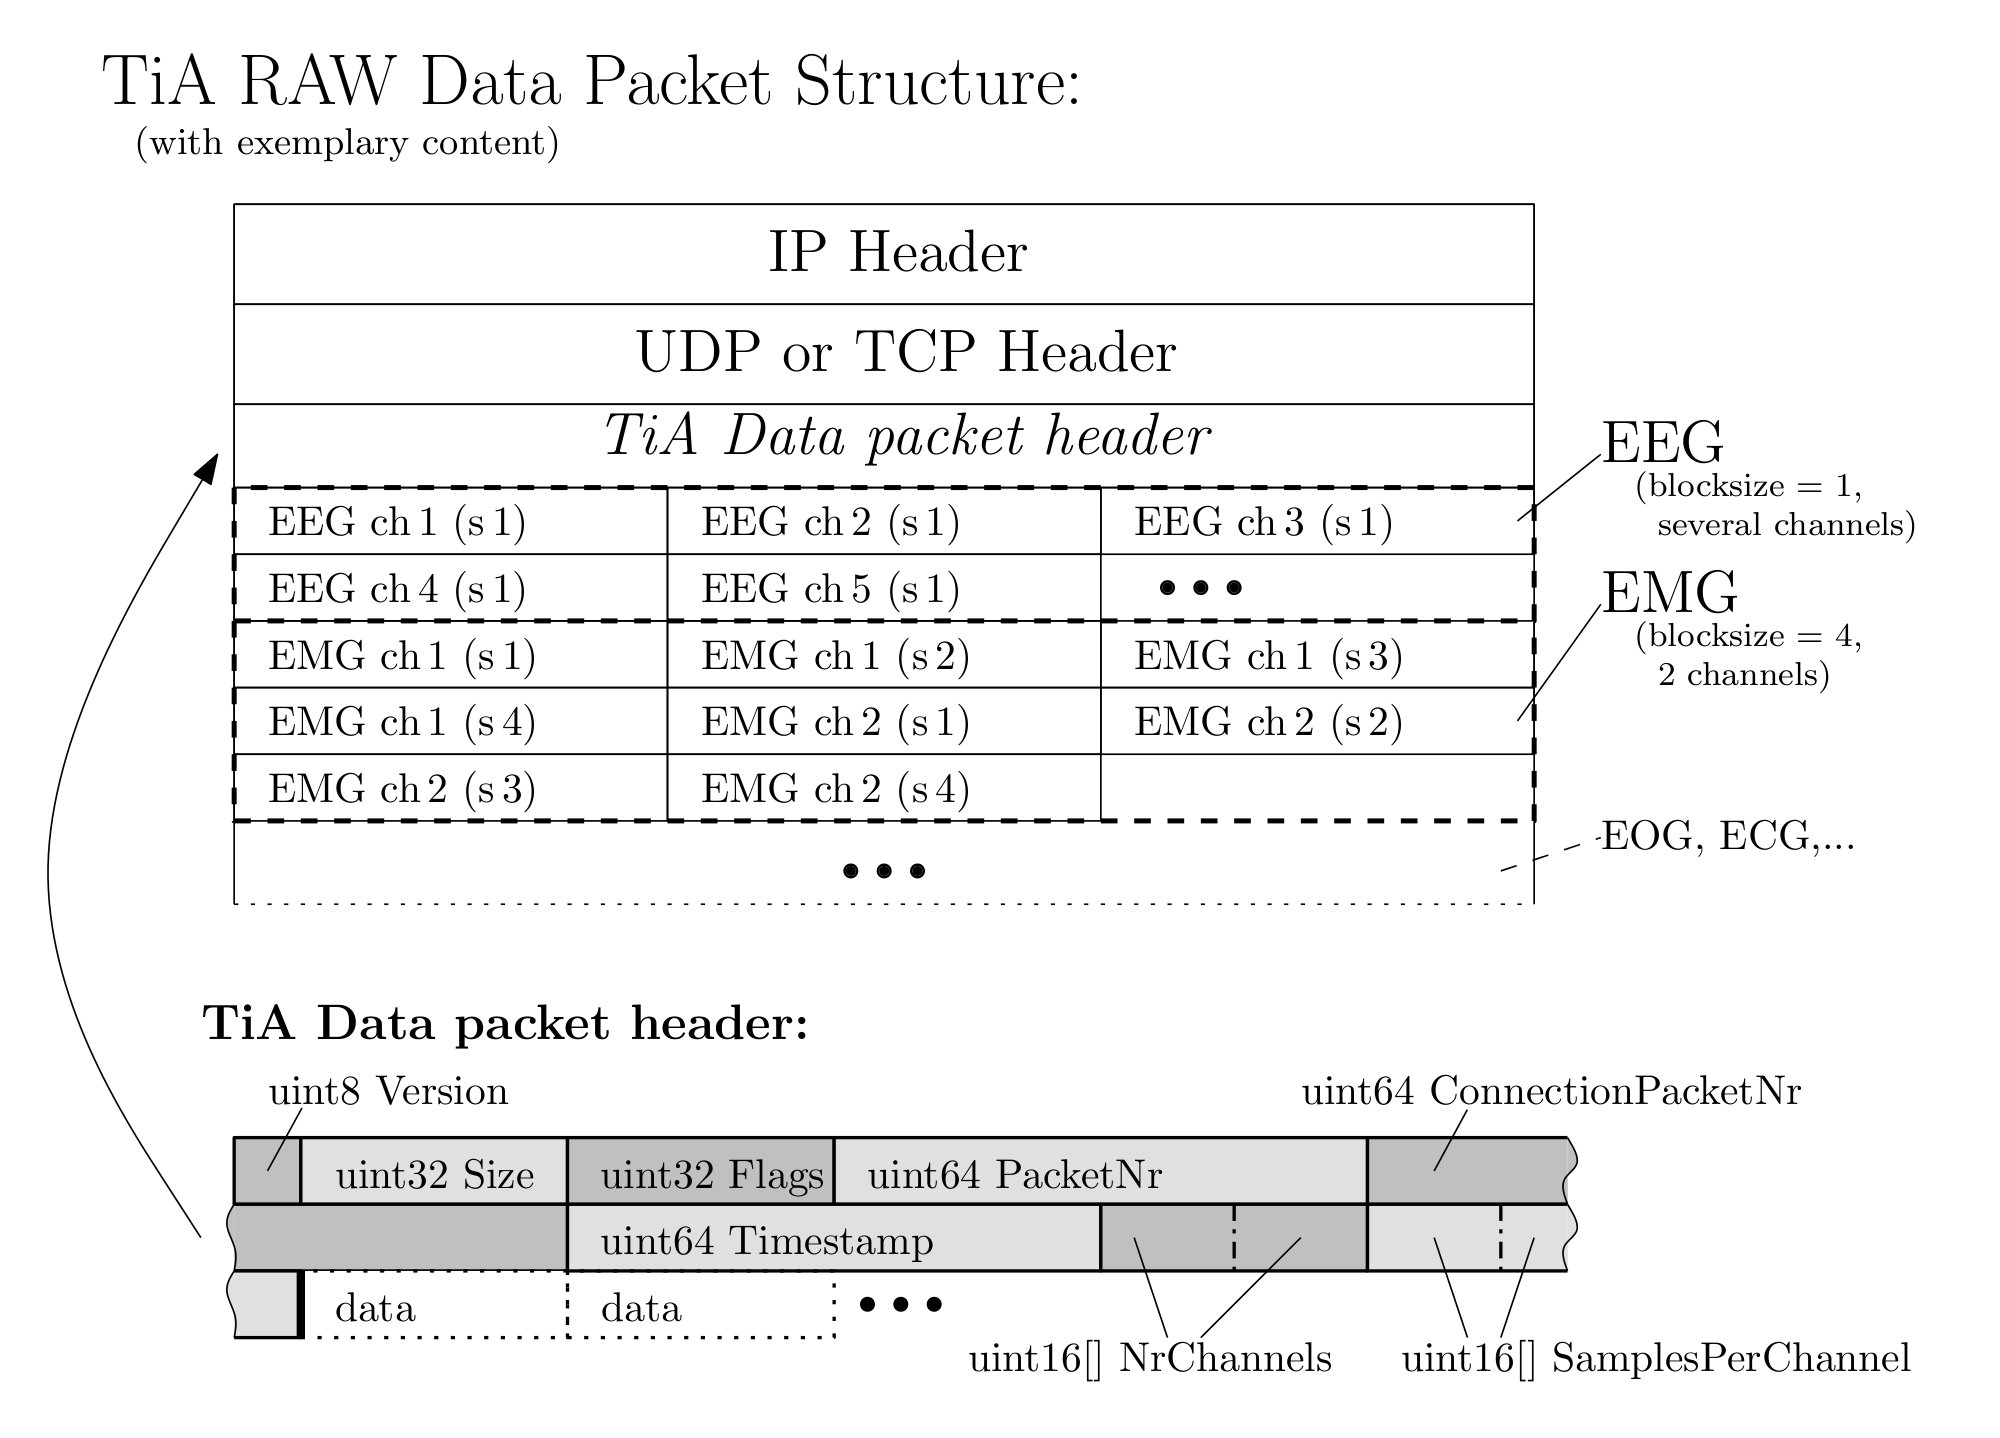 TiA RAW Data Packet Structure:
(with exemplary content)
IP Header
UDP or TCP Header
TiA Data packet header
EEG
(blocksize = 1,
several channels)
EEG ch 1 (s 1) EEG ch 2 (s 1) EEG ch 3 (s 1)
EEG ch 4 (s 1) EEG ch 5 (s 1) •••
EMG
(blocksize = 4,
2 channels)
EMG ch 1 (s 1) EMG ch 1 (s 2) EMG ch 1 (s 3)
EMG ch 1 (s 4) EMG ch 2 (s 1) EMG ch 2 (s 2)
EMG ch 2 (s 3) EMG ch 2 (s 4)
EOG, ECG,...
•••
TiA Data packet header:
uint8 Version uint64 ConnectionPacketNr
uint32 Size uint32 Flags uint64 PacketNr
uint64 Timestamp
data data •••
uint16[] NrChannels uint16[] SamplesPerChannel